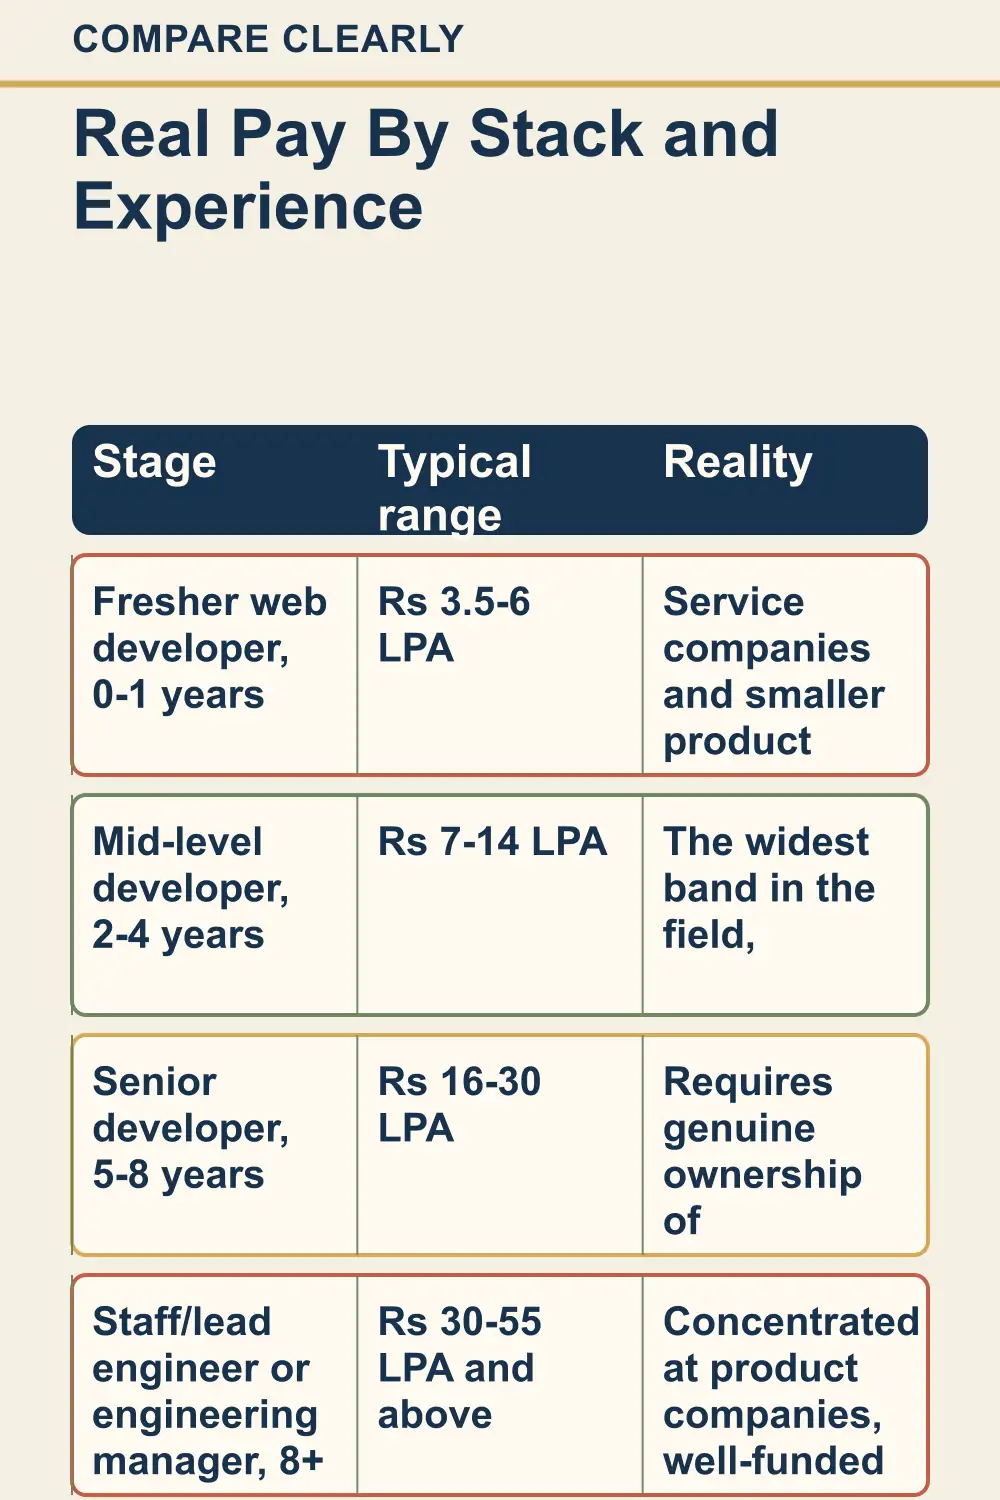 COMPARE CLEARLY
Real Pay By Stack and
Experience
Stage
Typical
range
Reality
Fresher web
developer,
0-1 years
Rs 3.5-6
LPA
Service
companies
and smaller
product
Mid-level
developer,
2-4 years
Rs 7-14 LPA
The widest
band in the
field,
Senior
developer,
5-8 years
Rs 16-30
LPA
Requires
genuine
ownership
of
Staff/lead
engineer or
engineering
manager, 8+
Rs 30-55
LPA and
above
Concentrated
at product
companies,
well-funded